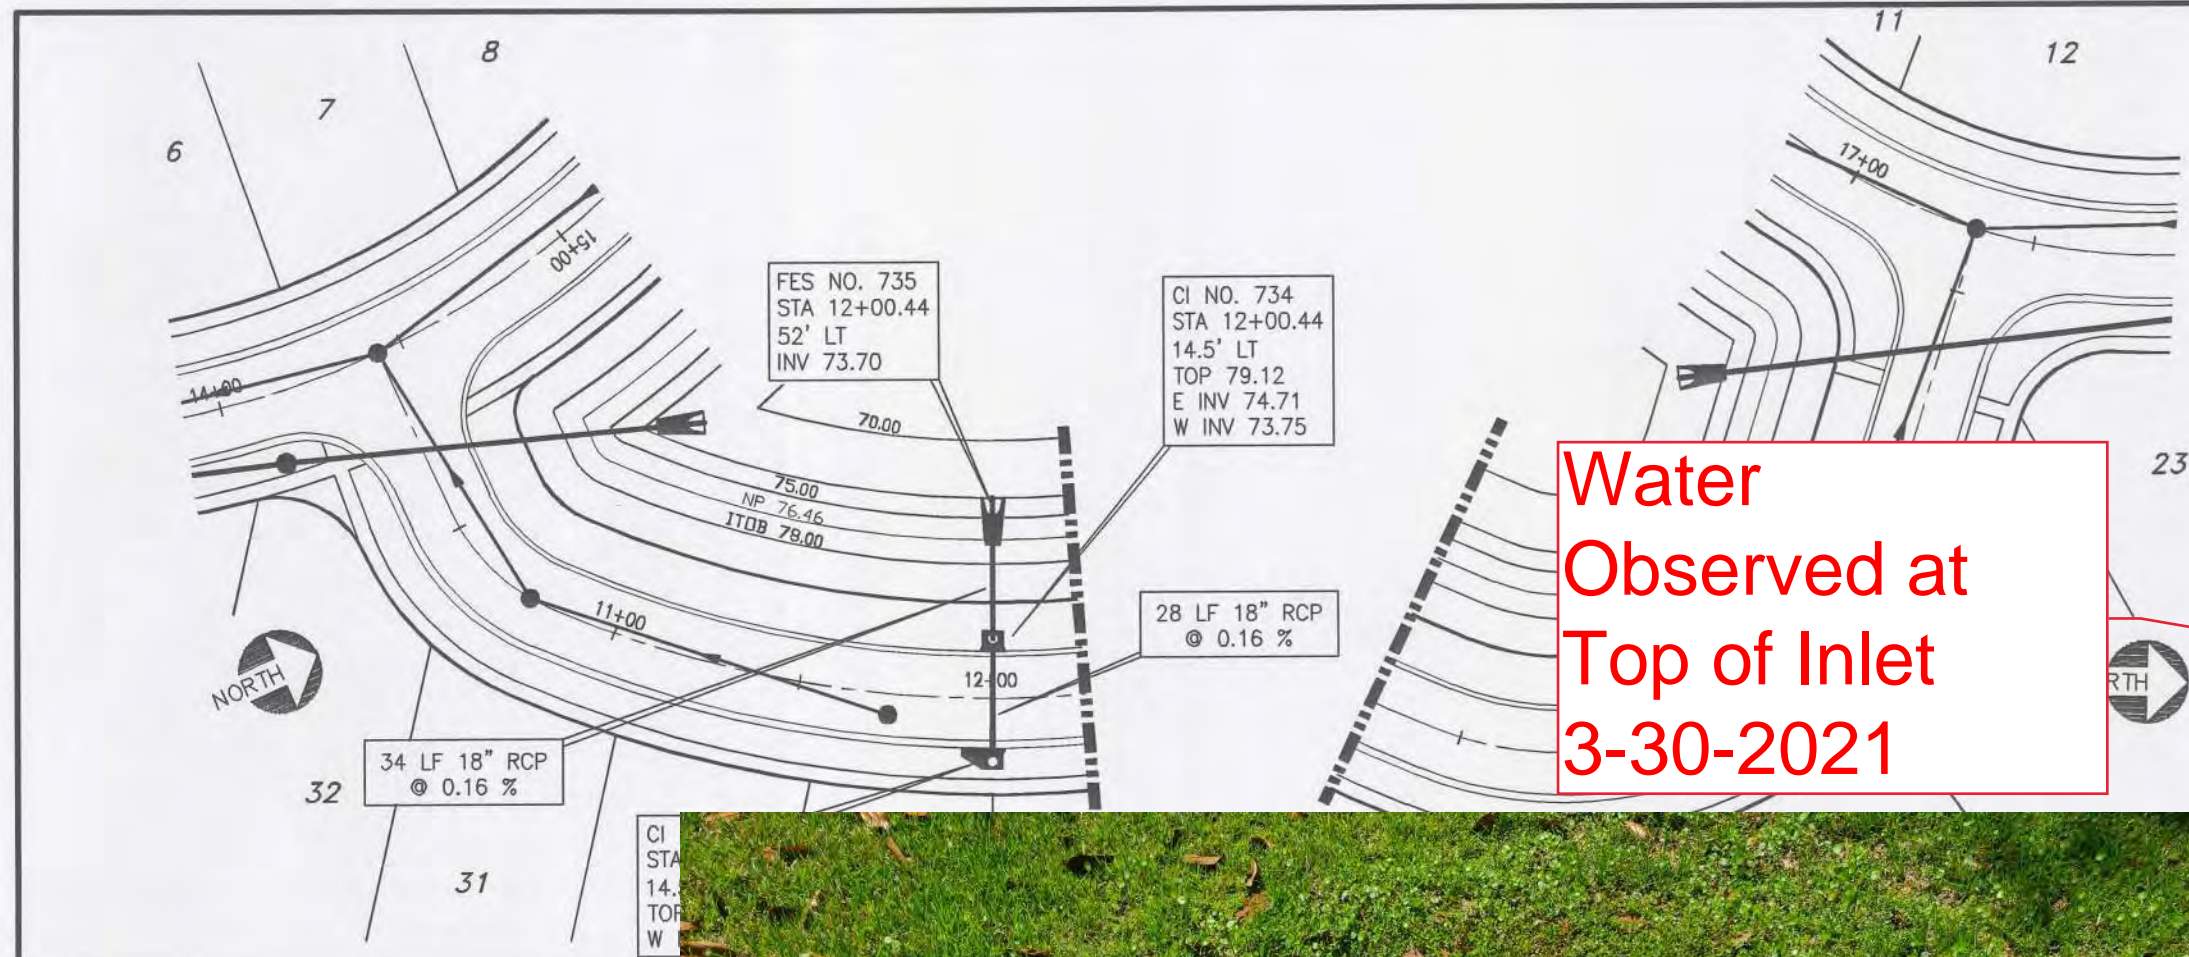 8
7
6
11
12
17+00
15+00
14+00
FES NO. 735
STA 12+00.44
52' LT
INV 73.70
CI NO. 734
STA 12+00.44
14.5' LT
TOP 79.12
E INV 74.71
W INV 73.75
70.00
75.00
NP 76.46
ITOB 78.00
Water
Observed at
Top of Inlet
3-30-2021
23
11+00
28 LF 18" RCP
@ 0.16 %
12+00
NORTH
RTH
34 LF 18" RCP
@ 0.16 %
32
31
CI
STA
14.
TOP
W